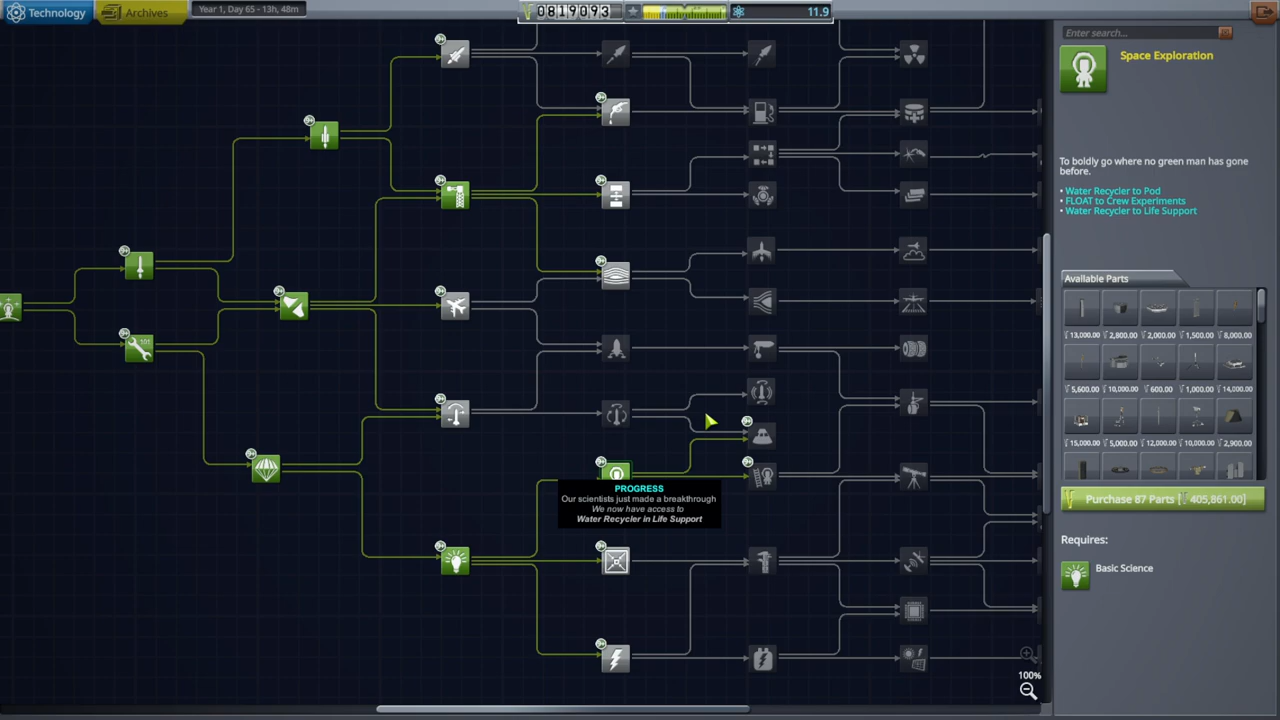 Technology
Archives
Year 1, Day 65 - 13h, 48m
0819093
11.9
Enter search...
Space Exploration
To boldly go where no green man has gone
before.
• Water Recycler to Pod
• FLOAT to Crew Experiments
• Water Recycler to Life Support
Available Parts
13,000.00 2,800.00 2,000.00 1,500.00 8,000.00
5,600.00 10,000.00 600.00 1,000.00 14,000.00
15,000.00 5,000.00 12,000.00 10,000.00 2,900.00
Purchase 87 Parts [ 405,861.00]
Requires:
Basic Science
101
PROGRESS
Our scientists just made a breakthrough
We now have access to
Water Recycler in Life Support
100%